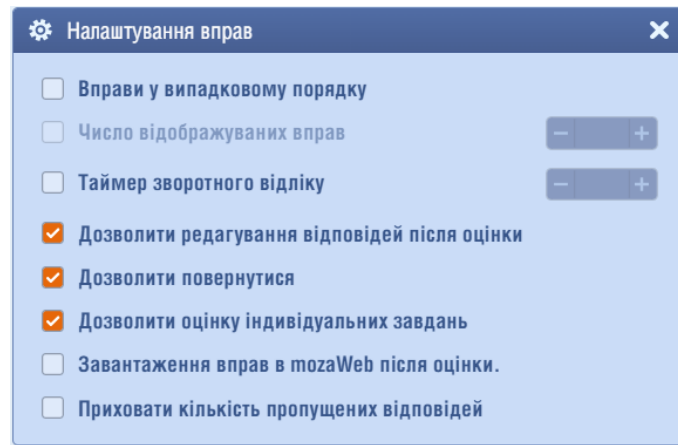 Налаштування вправ
Вправи у випадковому порядку
Число відображуваних вправ
Таймер зворотного відліку
Дозволити редагування відповідей після оцінки
Дозволити повернутися
Дозволити оцінку індивідуальних завдань
Завантаження вправ в mozaWeb після оцінки.
Приховати кількість пропущених відповідей